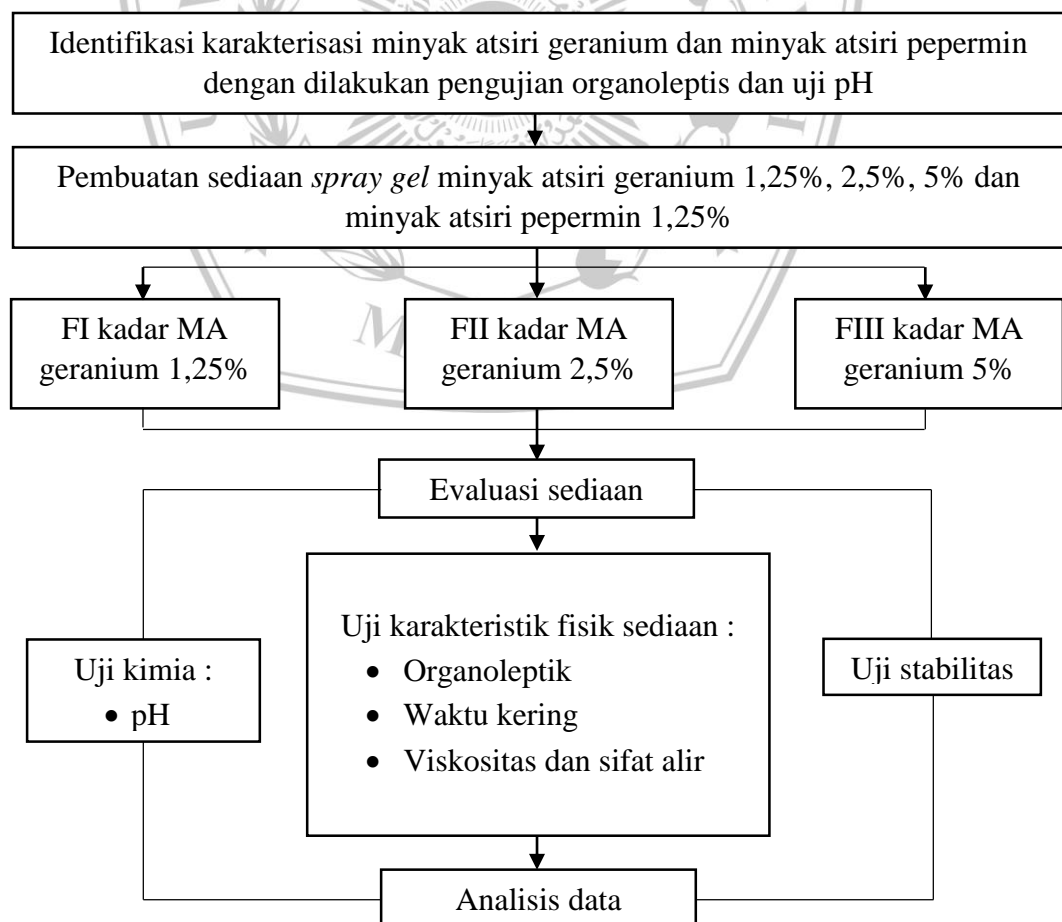 Identifikasi karakterisasi minyak atsiri geranium dan minyak atsiri pepermin
dengan dilakukan pengujian organoleptis dan uji pH
Pembuatan sediaan spray gel minyak atsiri geranium 1,25%, 2,5%, 5% dan
minyak atsiri pepermin 1,25%
FI kadar MA
geranium 1,25%
FII kadar MA
geranium 2,5%
FIII kadar MA
geranium 5%
Evaluasi sediaan
Uji kimia :
• pH
Uji karakteristik fisik sediaan :
• Organoleptik
• Waktu kering
• Viskositas dan sifat alir
Uji stabilitas
Analisis data